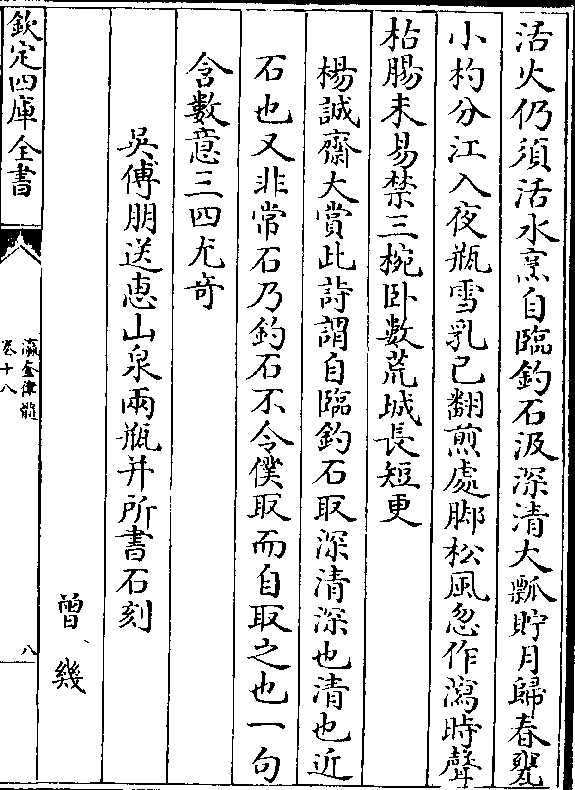 活火仍須活水烹自臨釣石汲深清大瓢貯月歸春甕
小杓分江入夜瓶雪乳已翻煎處脚松風忽作瀉時聲
枯腸未易禁三椀卧數荒城長短更
楊誠齋大賞此詩謂自臨釣石取深清深也清也近
石也又非常石乃釣石不令僕取而自取之也一句
含數意三四尤奇
吳傅朋送惠山泉兩瓶并所書石刻
曾幾
欽定四庫全書
瀛奎律髓
卷十八
八